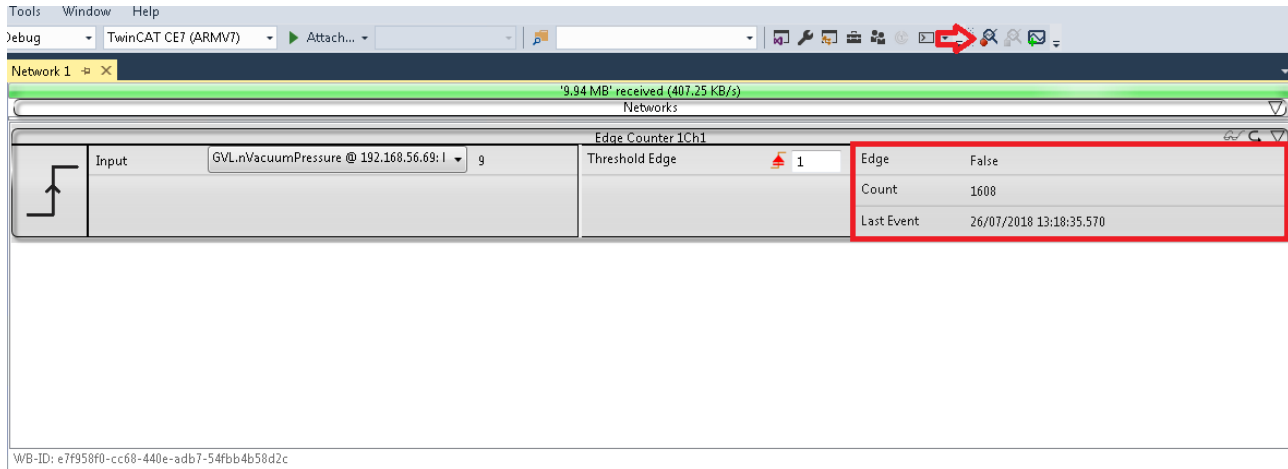 Tools Window Help
Debug TwinCAT CE7 (ARMV7) Attach...
Network 1
'9.94 MB' received (407.25 KB/s)
Networks
Edge Counter 1Ch1
Input GVL.nVacuumPressure @ 192.168.56.69: 9 Threshold Edge 1 Edge False
Count 1608
Last Event 26/07/2018 13:18:35.570
WB-ID: e7f958f0-cc68-440e-adb7-54fbb4b58d2c